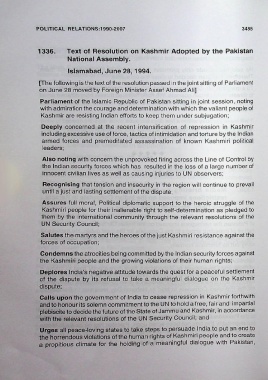 POLITICAL RELATIONS:1990-2007 3455
1336. Text of Resolution on Kashmir Adopted by the Pakistan
National Assembly.
Islamabad, June 28, 1994.
[The following is the text of the resolution passed in the joint sitting of Parliament
on June 28 moved by Foreign Minister Assef Ahmad Ali]:
Parliament of the Islamic Republic of Pakistan sitting in joint session, noting
with admiration the courage and determination with which the valiant people of
Kashmir are resisting Indian efforts to keep them under subjugation;
Deeply concerned at the recent intensification of repression in Kashmir
including excessive use of force, tactics of intimidation and torture by the Indian
armed forces and premeditated assassination of known Kashmiri political
leaders;
Also noting with concern the unprovoked firing across the Line of Control by
the Indian security forces which has resulted in the loss of a large number of
innocent civilian lives as well as causing injuries to UN observers;
Recognising that tension and insecurity in the region will continue to prevail
until a just and lasting settlement of the dispute.
Assures full moral, Political diplomatic support to the heroic struggle of the
Kashmiri people for their inalienable right to self-determination as pledged to
them by the international community through the relevant resolutions of the
UN Security Council;
Salutes the martyrs and the heroes of the just Kashmiri resistance against the
forces of occupation;
Condemns the atrocities being committed by the Indian security forces against
the Kashmiri people and the growing violations of their human rights;
Deplores India's negative attitude towards the quest for a peaceful settlement
of the dispute by its refusal to take a meaningful dialogue on the Kashmir
dispute;
Calls upon the government of India to cease repression in Kashmir forthwith
and to honour its solemn commitment to the UN to hold a free, fair and impartial
plebiscite to decide the future of the State of Jammu and Kashmir, in accordance
with the relevant resolutions of the UN Security Council; and
Urges all peace-loving states to take steps to persuade India to put an end to
the horrendous violations of the human rights of Kashmiri people and to create
a propitious climate for the holding of a meaningful dialogue with Pakistan,